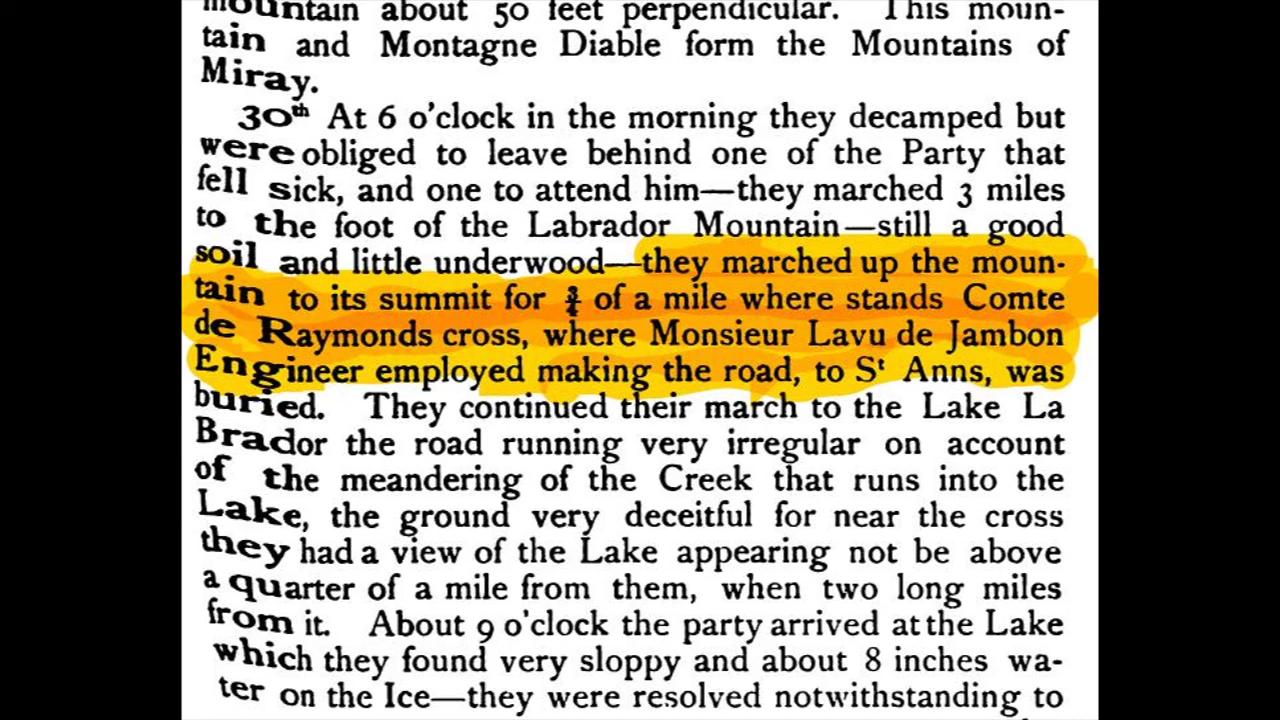 mountain about 50 feet perpendicular. This moun-
tain and Montagne Diable form the Mountains of
Miray.
30th At 6 o'clock in the morning they decamped but
were obliged to leave behind one of the Party that
fell sick, and one to attend him—they marched 3 miles
to the foot of the Labrador Mountain—still a good
soil and little underwood—they marched up the moun-
tain to its summit for ¾ of a mile where stands Comte
de Raymonds cross, where Monsieur Lavu de Jambon
Engineer employed making the road, to St Anns, was
buried. They continued their march to the Lake La
Brador the road running very irregular on account
of the meandering of the Creek that runs into the
Lake, the ground very deceitful for near the cross
they had a view of the Lake appearing not be above
a quarter of a mile from them, when two long miles
from it. About 9 o'clock the party arrived at the Lake
which they found very sloppy and about 8 inches wa-
ter on the Ice—they were resolved notwithstanding to